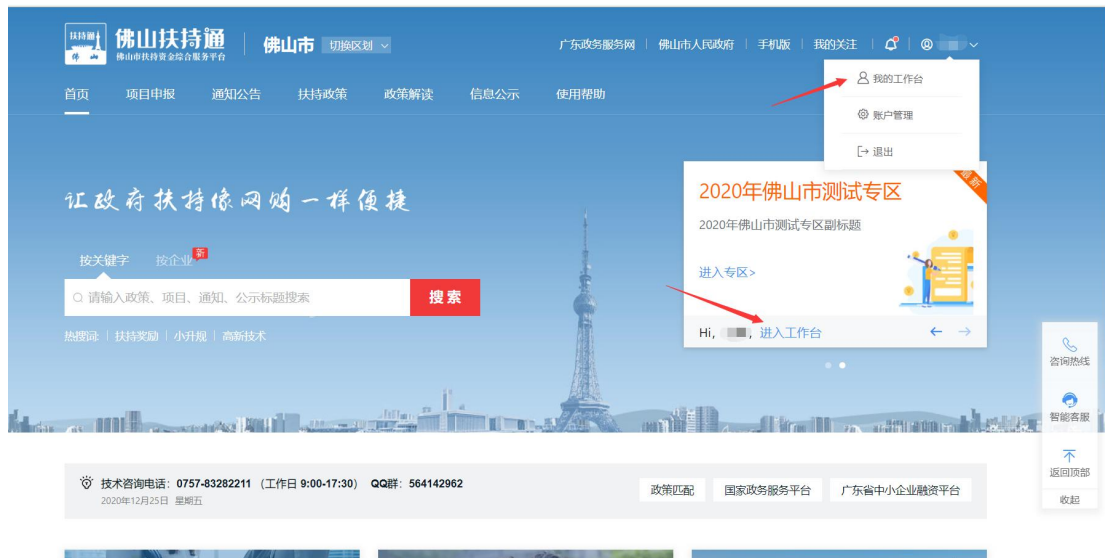 扶持通
佛山
佛山扶持通
佛山市扶持资金综合服务平台
佛山市 切换区划
广东政务服务网 | 佛山市人民政府 | 手机版 | 我的关注
首页 项目申报 通知公告 扶持政策 政策解读 信息公示 使用帮助
我的工作台
账户管理
退出
让政府扶持像网购一样便捷
按关键字 按企业 新
请输入政策、项目、通知、公示标题搜索 搜索
热搜词 | 扶持奖励 | 小升规 | 高新技术
最新
2020年佛山市测试专区
2020年佛山市测试专区副标题
进入专区>
Hi, , 进入工作台 ← →
咨询热线
智能客服
返回顶部
收起
技术咨询电话: 0757-83282211 (工作日 9:00-17:30) QQ群: 564142962
2020年12月25日 星期五
政策匹配 国家政务服务平台 广东省中小企业融资平台